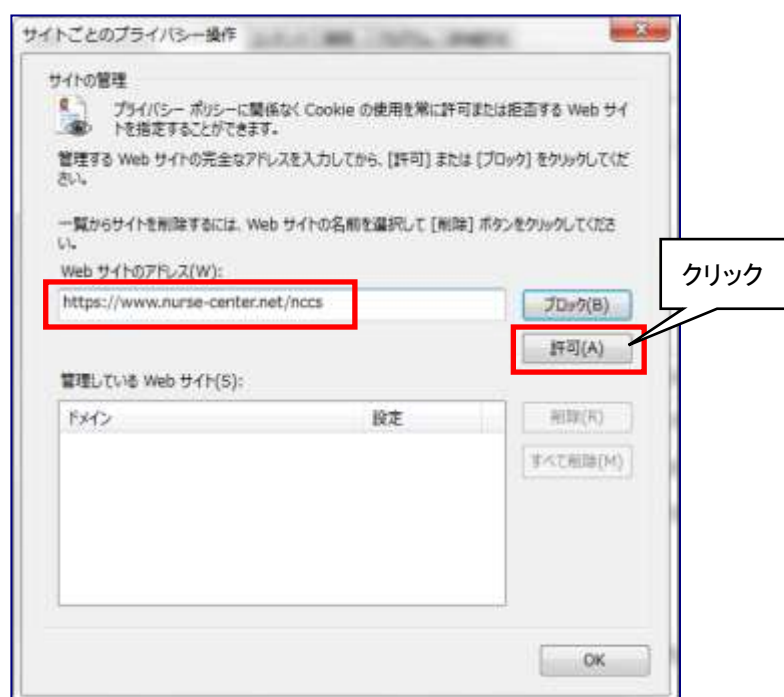 サイトごとのプライバシー操作
サイトの管理
プライバシー ポリシーに関係なく Cookie の使用を常に許可または拒否する Web サイ
トを指定することができます。
管理する Web サイトの完全なアドレスを入力してから、[許可] または [ブロック] をクリックしてくだ
さい。
一覧からサイトを削除するには、Web サイトの名前を選択して [削除] ボタンをクリックしてくださ
い。
Web サイトのアドレス(W):
https://www.nurse-center.net/nccs
ブロック(B)
クリック
許可(A)
管理している Web サイト(S):
ドメイン 設定
削除(R)
すべて削除(M)
OK